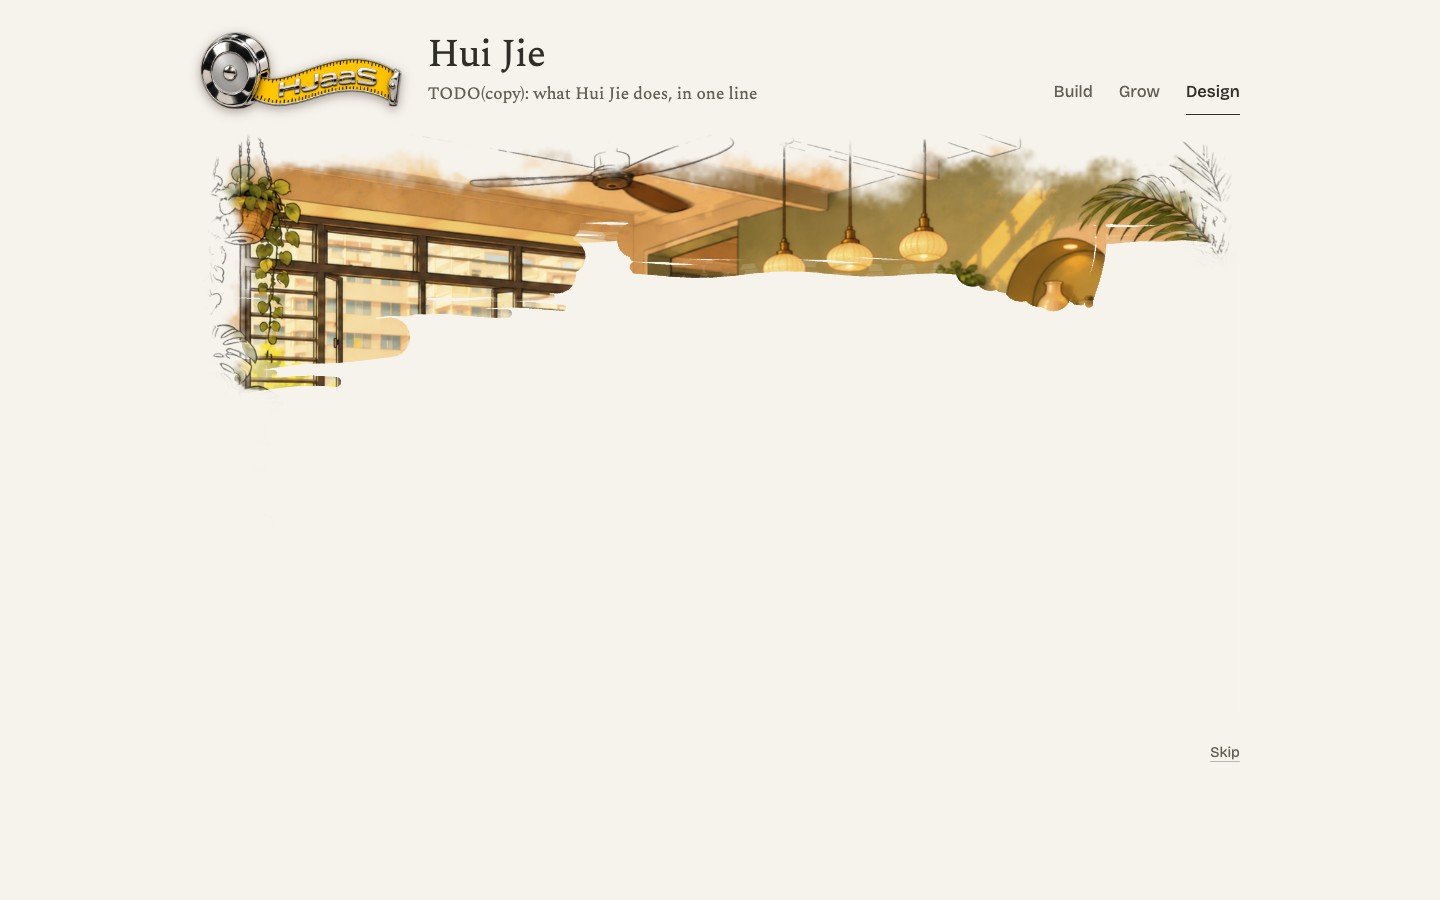 HJaaS
Hui Jie
TODO(copy): what Hui Jie does, in one line
Build Grow Design
Skip